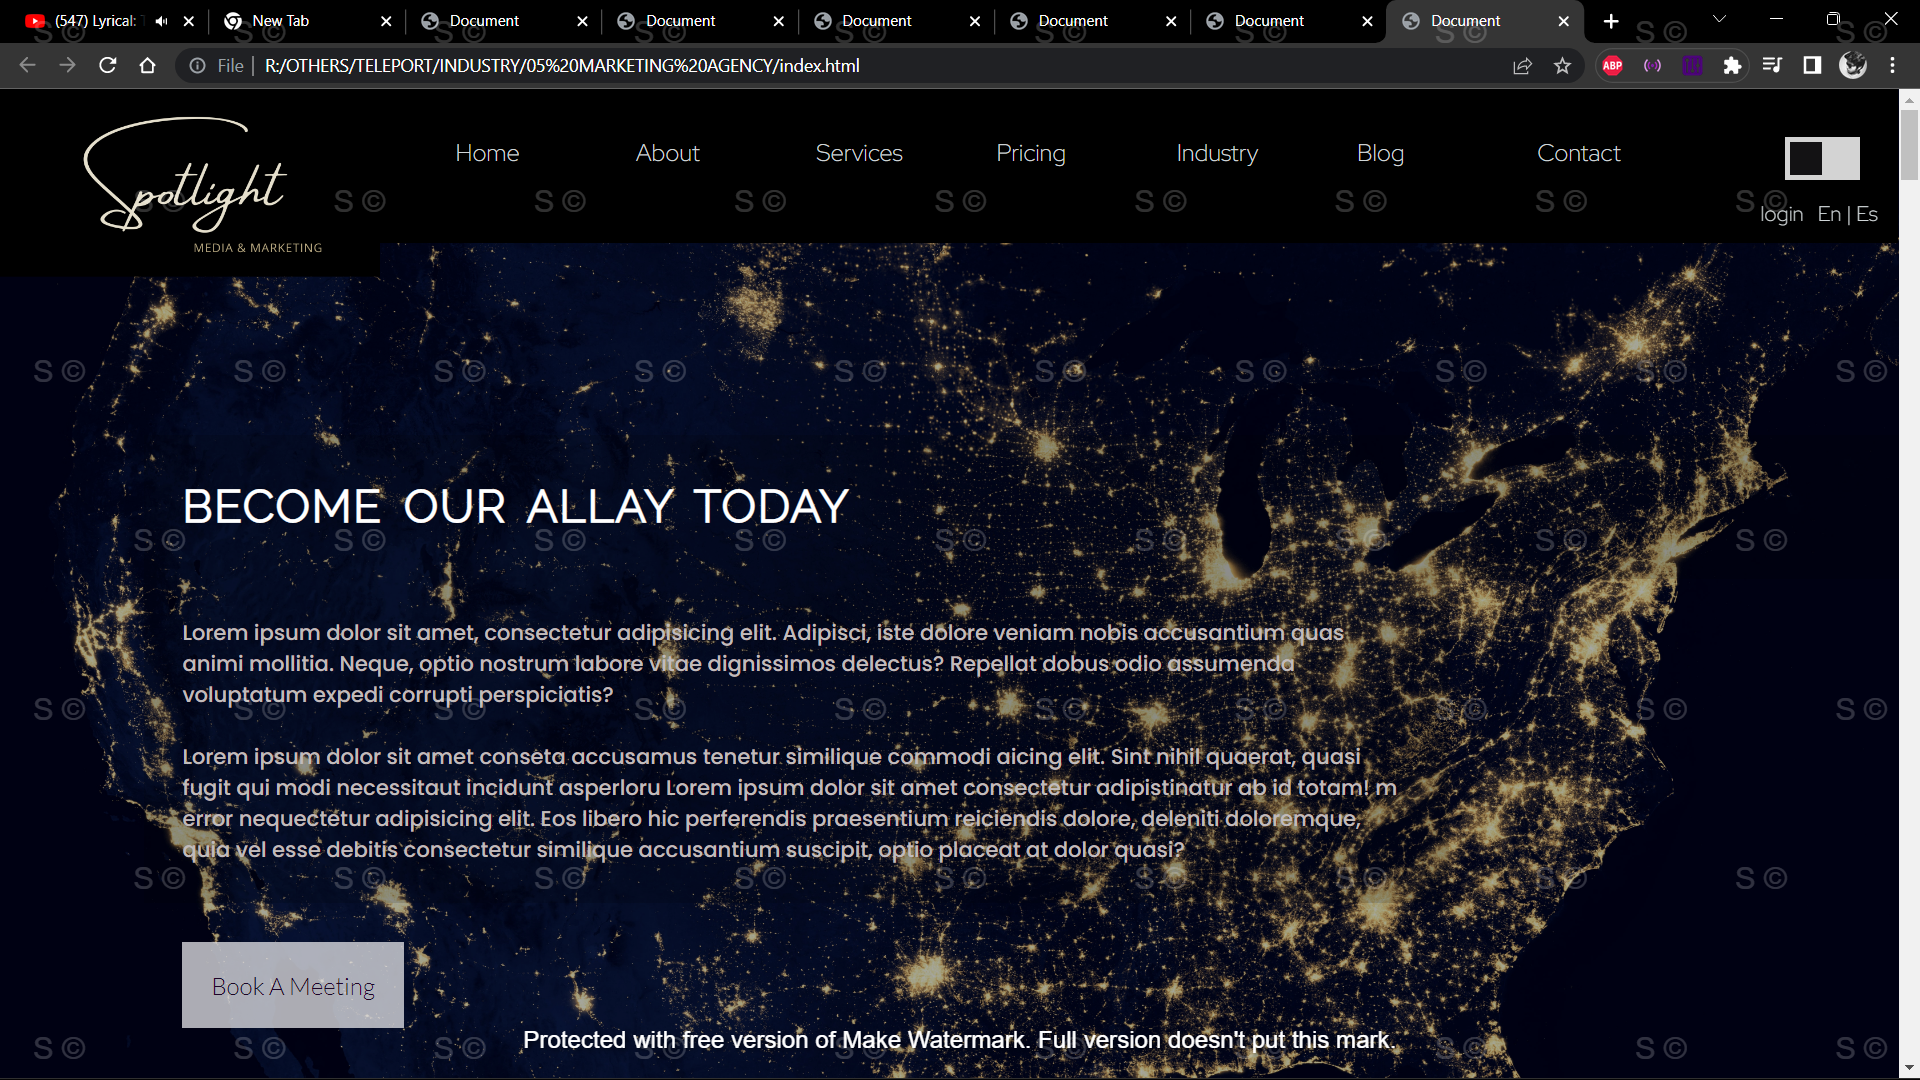 (547) Lyrical:
New Tab
Document
Document
Document
Document
Document
Document
File
R:/OTHERS/TELEPORT/INDUSTRY/05%20MARKETING%20AGENCY/index.html
ABP
Spotlight
MEDIA & MARKETING
Home
About
Services
Pricing
Industry
Blog
Contact
login En | Es
BECOME OUR ALLAY TODAY
Lorem ipsum dolor sit amet, consectetur adipisicing elit. Adipisci, iste dolore veniam nobis accusantium quas
animi mollitia. Neque, optio nostrum labore vitae dignissimos delectus? Repellat dobus odio assumenda
voluptatum expedi corrupti perspiciatis?
Lorem ipsum dolor sit amet conseta accusamus tenetur similique commodi aicing elit. Sint nihil quaerat, quasi
fugit qui modi necessitaut incidunt asperloru Lorem ipsum dolor sit amet consectetur adipistinatur ab id totam! m
error nequectetur adipisicing elit. Eos libero hic perferendis praesentium reiciendis dolore, deleniti doloremque,
quia vel esse debitis consectetur similique accusantium suscipit, optio placeat at dolor quasi?
Book A Meeting
Protected with free version of Make Watermark. Full version doesn't put this mark.
S ©